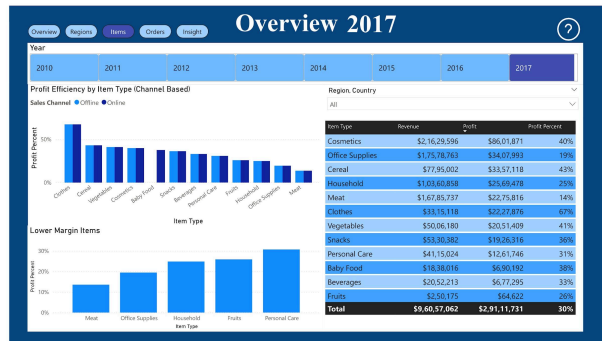 Overview 2017
Overview Regions Items Orders Insight ?
Year
2010 2011 2012 2013 2014 2015 2016 2017
Profit Efficiency by Item Type (Channel Based)
Sales Channel Offline Online
Profit Percent
50%
0%
Clothes Cereal Vegetables Cosmetics Baby Food Snacks Beverages Personal Care Fruits Household Office Supplies Meat
Item Type
Lower Margin Items
Profit Percent
30%
20%
10%
0%
Meat Office Supplies Household Fruits Personal Care
Item Type
Region, Country
All
Item Type Revenue Profit Profit Percent
Cosmetics $2,16,29,596 $86,01,871 40%
Office Supplies $1,75,78,763 $34,07,993 19%
Cereal $77,95,002 $33,57,118 43%
Household $1,03,60,858 $25,69,478 25%
Meat $1,67,85,737 $22,75,816 14%
Clothes $33,15,118 $22,27,876 67%
Vegetables $50,06,180 $20,51,409 41%
Snacks $53,30,382 $19,26,316 36%
Personal Care $41,15,024 $12,61,746 31%
Baby Food $18,38,016 $6,90,192 38%
Beverages $20,52,213 $6,77,295 33%
Fruits $2,50,175 $64,622 26%
Total $9,60,57,062 $2,91,11,731 30%